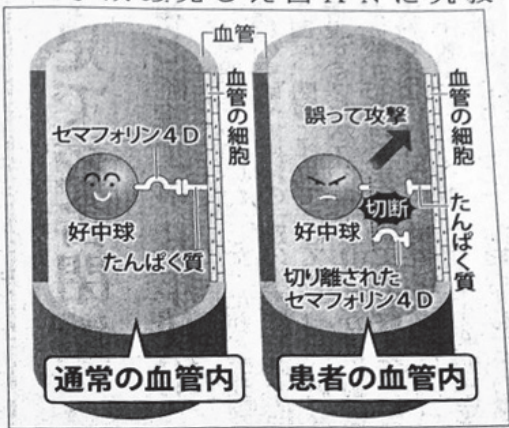 血管
血管の細胞
セマフォリン4D
好中球
たんぱく質
通常の血管内
血管の細胞
誤って攻撃
切断
好中球
たんぱく質
切り離された
セマフォリン4D
患者の血管内